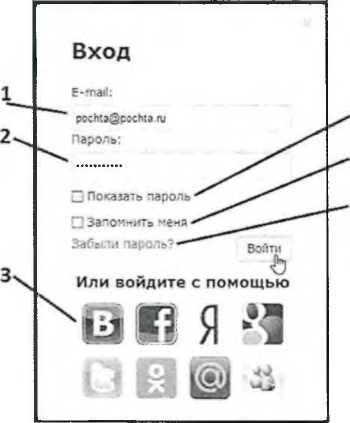 Вход
1
E-mail:
pochta@pochta.ru
2
Пароль:
Показать пароль
Запомнить меня
Забыли пароль?
Войти
3
Или войдите с помощью
В f Я g
@